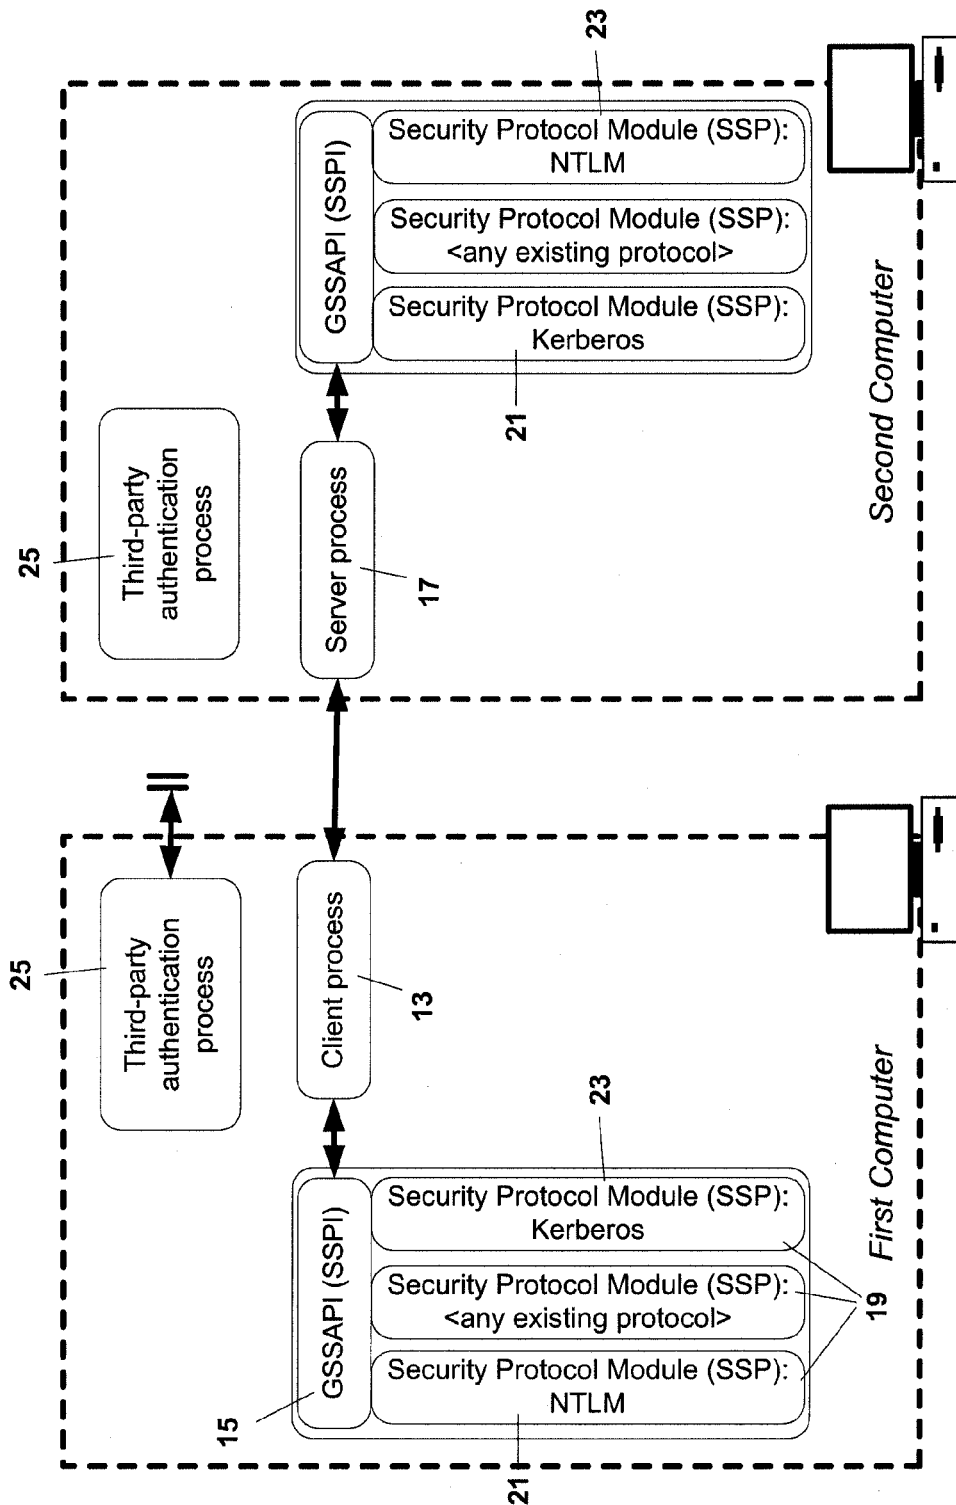 25
Third-party
authentication
process
15
GSSAPI (SSPI)
Client process
13
21
Security Protocol Module (SSP):
NTLM
Security Protocol Module (SSP):
<any existing protocol>
Security Protocol Module (SSP):
Kerberos
23
19
First Computer
25
Third-party
authentication
process
Server process
17
GSSAPI (SSPI)
21
Security Protocol Module (SSP):
Kerberos
Security Protocol Module (SSP):
<any existing protocol>
Security Protocol Module (SSP):
NTLM
23
Second Computer